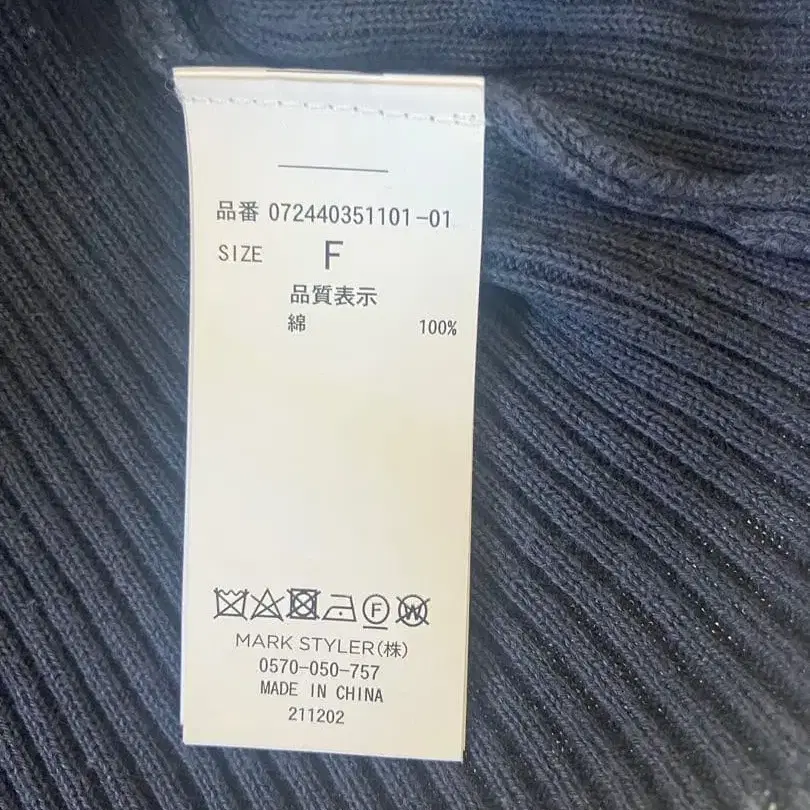 品番 072440351101-01
SIZE F
品質表示
綿 100%
F W
MARK STYLER(株)
0570-050-757
MADE IN CHINA
211202